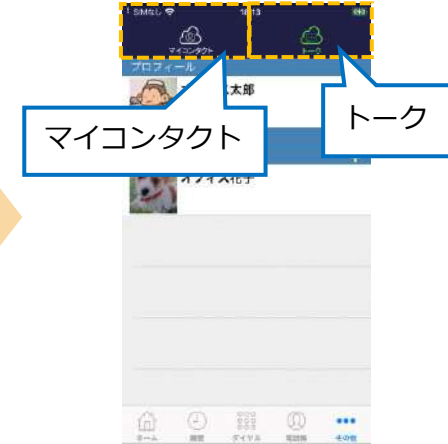 SIMなし 18:13
マイコンタクト トーク
プロフィール
太郎
マイコンタクト トーク
オフィス花子
ホーム 履歴 ダイヤル 電話帳 その他